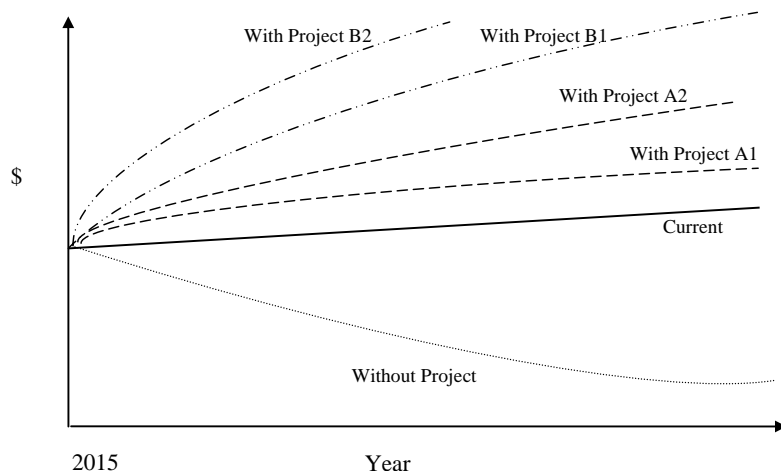 With Project B2
With Project B1
With Project A2
With Project A1
$
Current
Without Project
2015
Year